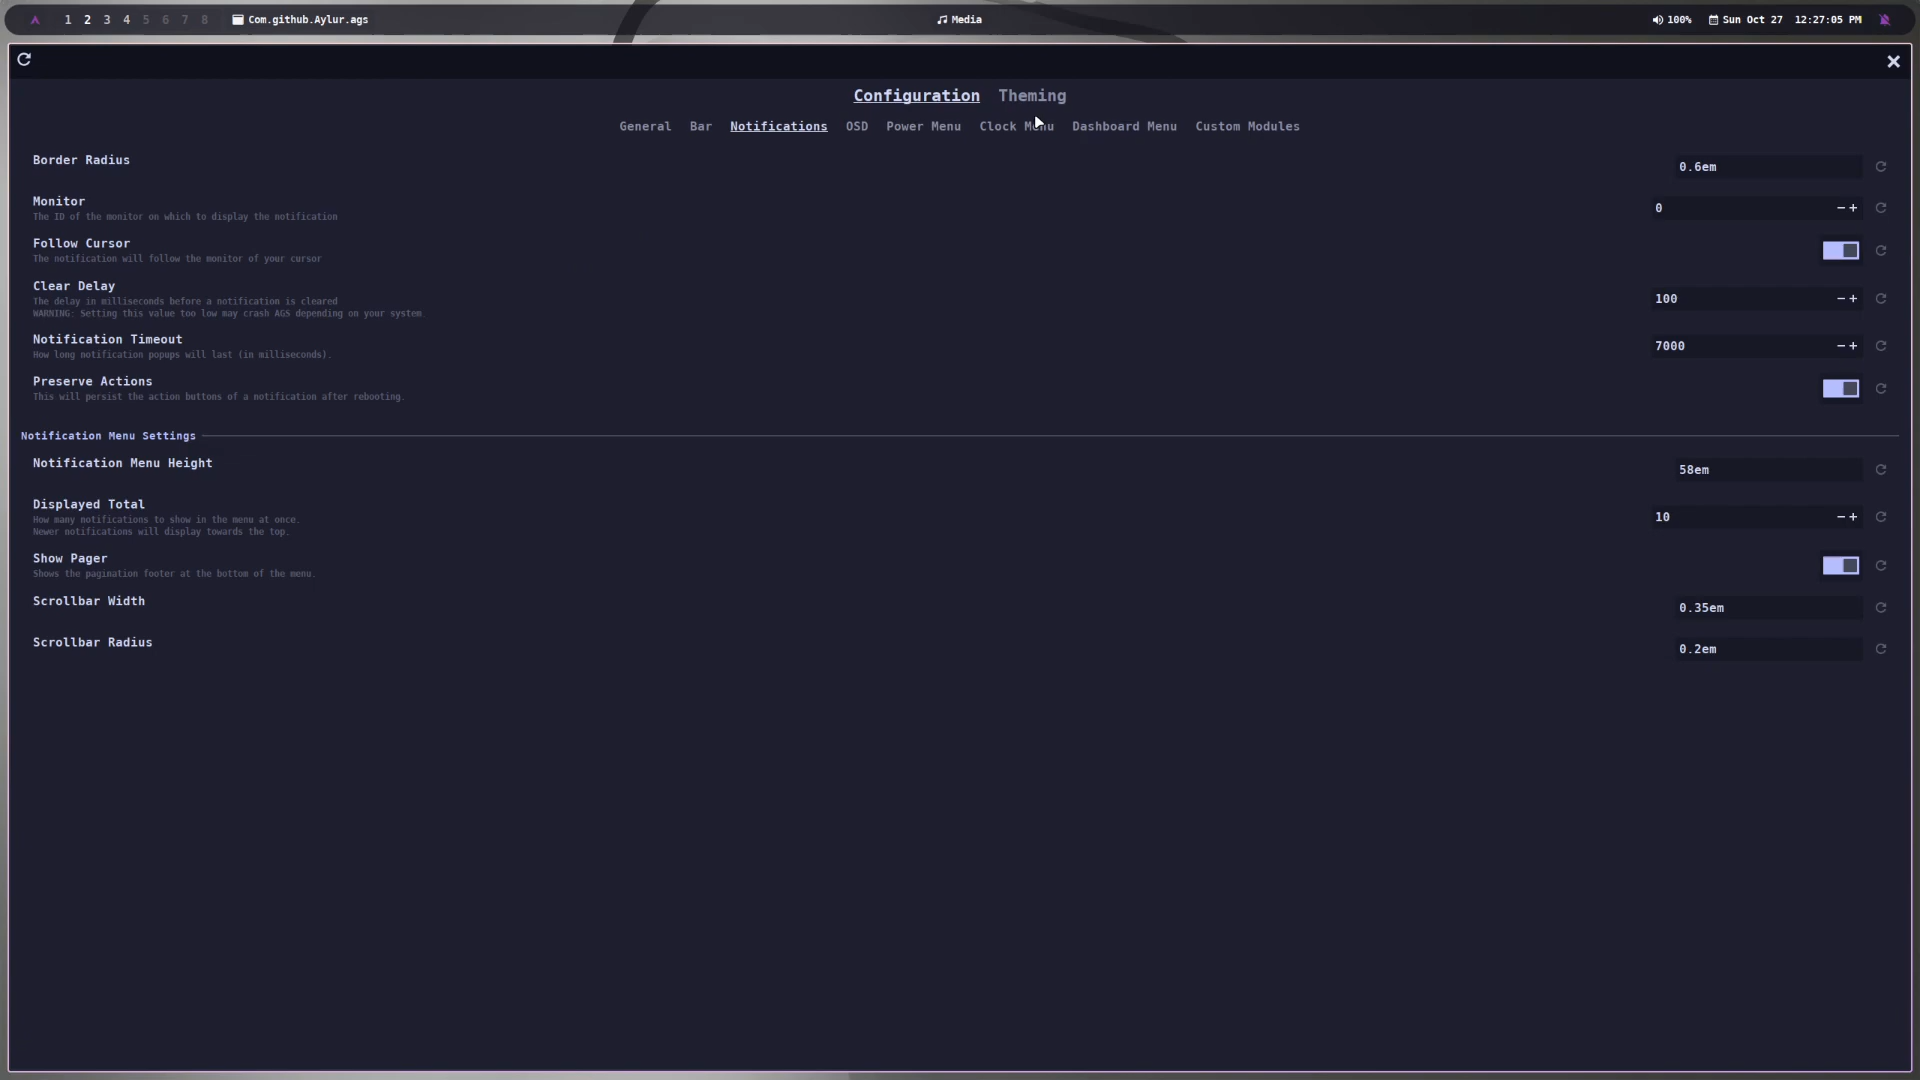 1 2 3 4 5 6 7 8 Com.github.Aylur.ags Media 100% Sun Oct 27 12:27:05 PM
Configuration Theming
General Bar Notifications OSD Power Menu Clock Menu Dashboard Menu Custom Modules
Border Radius 0.6em
Monitor
The ID of the monitor on which to display the notification
0 −+
Follow Cursor
The notification will follow the monitor of your cursor
Clear Delay
The delay in milliseconds before a notification is cleared
WARNING: Setting this value too low may crash AGS depending on your system
100 −+
Notification Timeout
How long notification popups will last (in milliseconds).
7000 −+
Preserve Actions
This will persist the action buttons of a notification after rebooting.
Notification Menu Settings
Notification Menu Height 58em
Displayed Total
How many notifications to show in the menu at once.
Newer notifications will display towards the top.
10 −+
Show Pager
Shows the pagination footer at the bottom of the menu.
Scrollbar Width 0.35em
Scrollbar Radius 0.2em